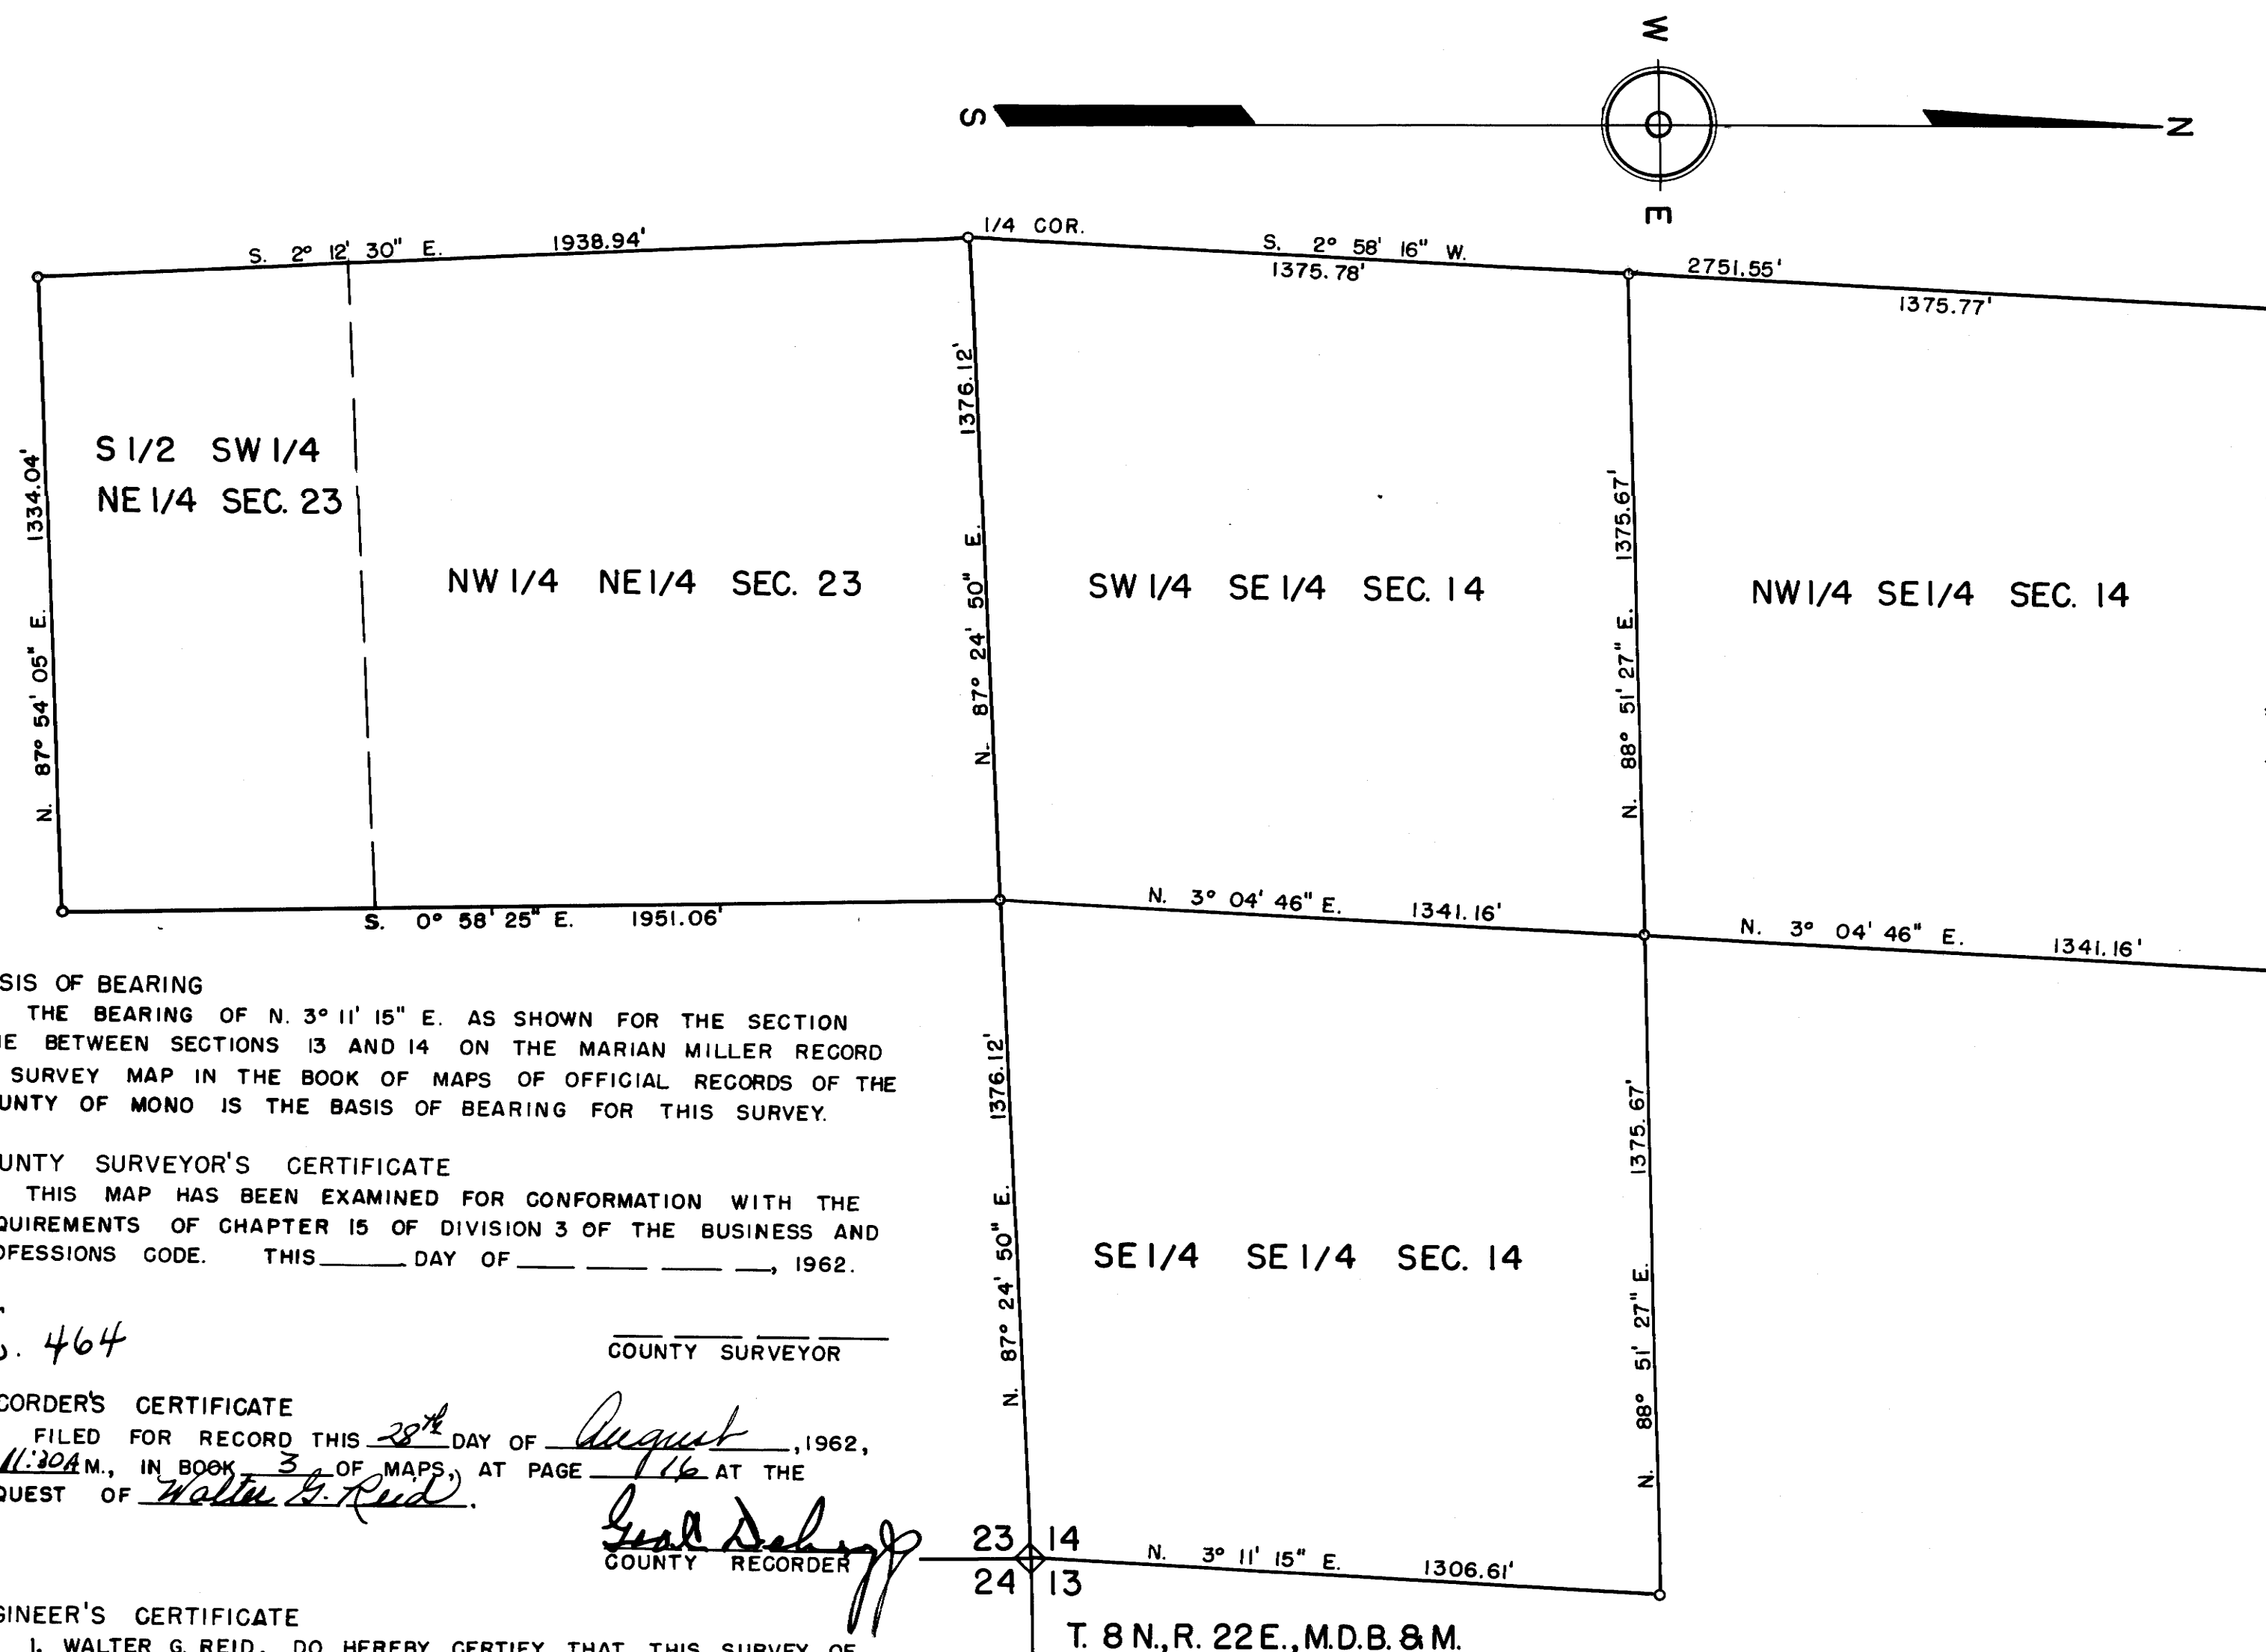 W
S
N
E
1/4 COR.
S. 2° 12' 30" E. 1938.94'
S. 2° 58' 16" W.
1375.78'
2751.55'
1375.77'
1334.04'
N. 87° 54' 05" E.
1376.12'
N. 87° 24' 50" E.
1375.67'
N. 88° 51' 27" E.
S 1/2 SW 1/4
NE 1/4 SEC. 23
NW 1/4 NE 1/4 SEC. 23
SW 1/4 SE 1/4 SEC. 14
NW 1/4 SE 1/4 SEC. 14
S. 0° 58' 25" E. 1951.06'
N. 3° 04' 46" E. 1341.16'
N. 3° 04' 46" E. 1341.16'
SIS OF BEARING
THE BEARING OF N. 3° 11' 15" E. AS SHOWN FOR THE SECTION
E BETWEEN SECTIONS 13 AND 14 ON THE MARIAN MILLER RECORD
SURVEY MAP IN THE BOOK OF MAPS OF OFFICIAL RECORDS OF THE
UNTY OF MONO IS THE BASIS OF BEARING FOR THIS SURVEY.
UNTY SURVEYOR'S CERTIFICATE
THIS MAP HAS BEEN EXAMINED FOR CONFORMATION WITH THE
QUIREMENTS OF CHAPTER 15 OF DIVISION 3 OF THE BUSINESS AND
OFESSIONS CODE. THIS DAY OF , 1962.
. 464
COUNTY SURVEYOR
CORDER'S CERTIFICATE
FILED FOR RECORD THIS 28th DAY OF August, 1962,
11:30A M., IN BOOK 3 OF MAPS, AT PAGE 116 AT THE
QUEST OF Walter G. Reid.
COUNTY RECORDER
GINEER'S CERTIFICATE
I, WALTER G. REID, DO HEREBY CERTIFY THAT THIS SURVEY OF
1376.12'
N. 87° 24' 50" E.
1375.67'
N. 88° 51' 27" E.
SE 1/4 SE 1/4 SEC. 14
23 14
24 13
N. 3° 11' 15" E. 1306.61'
T. 8 N., R. 22 E., M.D.B. & M.